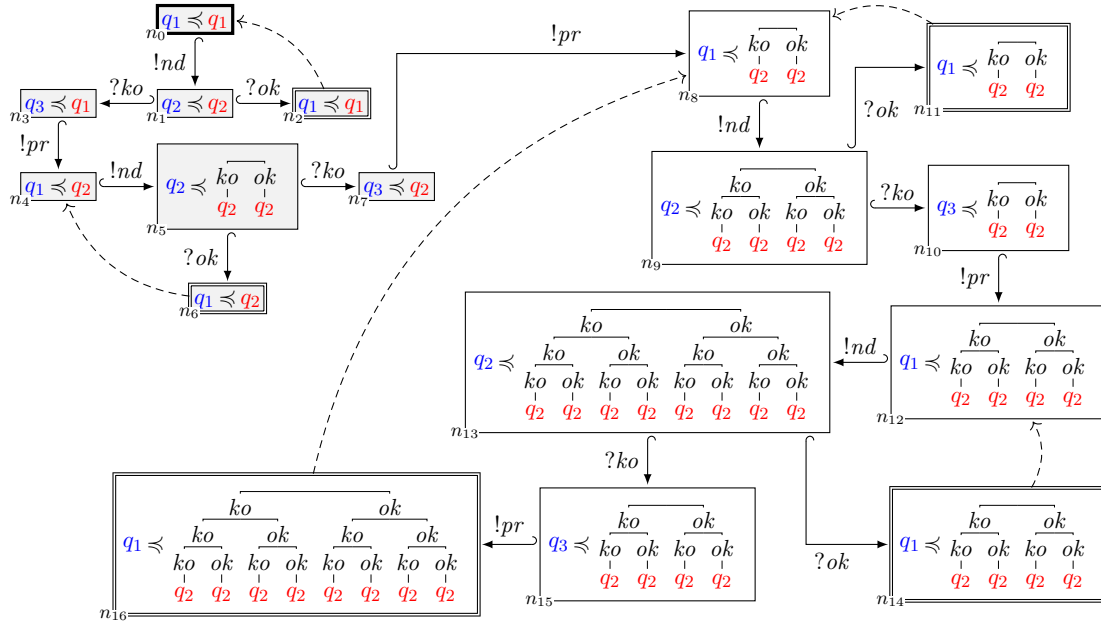 q1 ≼ q1
n0
!nd
q3 ≼ q1
n3
?ko
q2 ≼ q2
n1
?ok
q1 ≼ q1
n2
!pr
q1 ≼ q2
n4
!nd
q2 ≼
ko ok
q2 q2
n5
?ko
q3 ≼ q2
n7
?ok
q1 ≼ q2
n6
!pr
q1 ≼
ko ok
q2 q2
n8
!nd
?ok
q1 ≼
ko ok
q2 q2
n11
q2 ≼
ko ok
ko ok ko ok
q2 q2 q2 q2
n9
?ko
q3 ≼
ko ok
q2 q2
n10
!pr
q1 ≼
ko ok
ko ok ko ok
q2 q2 q2 q2
n12
!nd
q2 ≼
ko ok
ko ok ko ok
ko ok ko ok ko ok ko ok
q2 q2 q2 q2 q2 q2 q2 q2
n13
?ko
?ok
q1 ≼
ko ok
ko ok ko ok
q2 q2 q2 q2
n14
q3 ≼
ko ok
ko ok ko ok
q2 q2 q2 q2
n15
!pr
q1 ≼
ko ok
ko ok ko ok
ko ok ko ok ko ok ko ok
q2 q2 q2 q2 q2 q2 q2 q2
n16